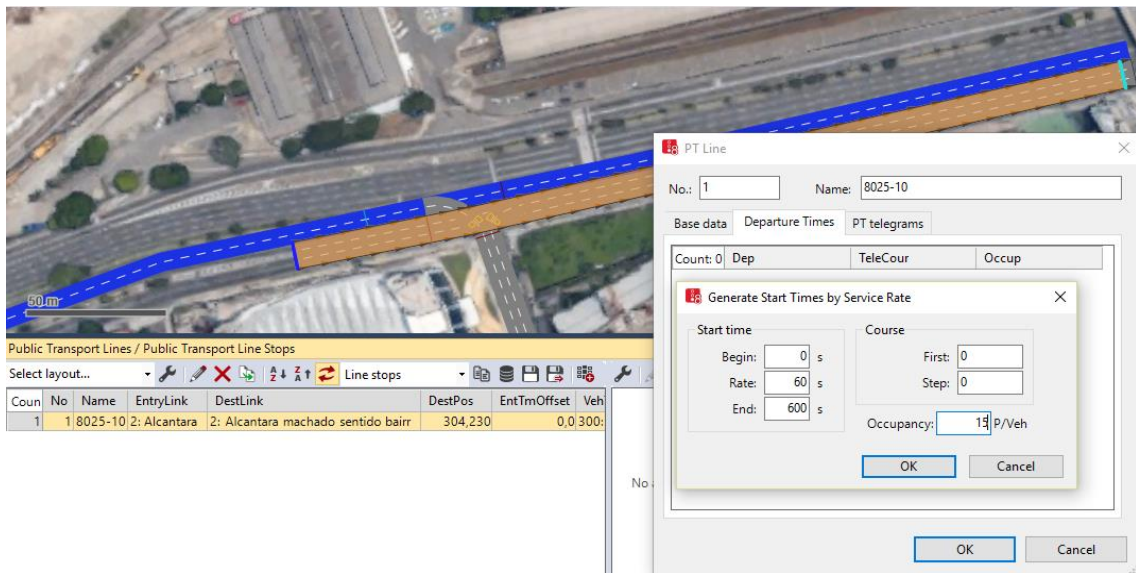 50 m
PT Line
No.: 1 Name: 8025-10
Base data Departure Times PT telegrams
Count: 0 Dep TeleCour Occup
Generate Start Times by Service Rate
Start time Course
Begin: 0 s First: 0
Rate: 60 s Step: 0
End: 600 s
Occupancy: 15 P/Veh
OK Cancel
OK Cancel
Public Transport Lines / Public Transport Line Stops
Select layout... Line stops
Coun No Name EntryLink DestLink DestPos EntTmOffset Veh
1 1 8025-10 2: Alcantara 2: Alcantara machado sentido bairr 304,230 0,0 300:
No